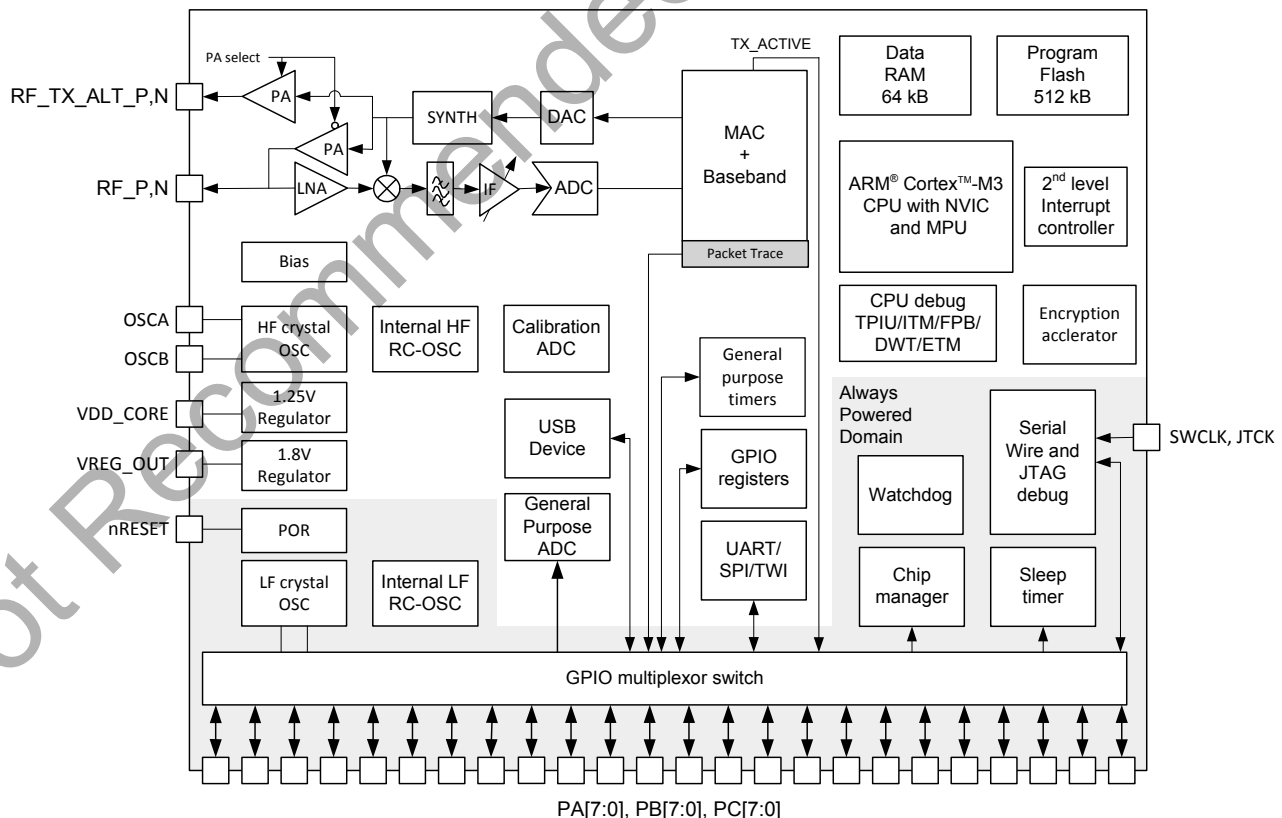 TX_ACTIVE
PA select
RF_TX_ALT_P,N
PA
SYNTH
DAC
MAC
+
Baseband
Data
RAM
64 kB
Program
Flash
512 kB
PA
RF_P,N
LNA
IF
ADC
Packet Trace
ARM® Cortex™-M3
CPU with NVIC
and MPU
2nd level
Interrupt
controller
Bias
OSCA
OSCB
HF crystal
OSC
Internal HF
RC-OSC
Calibration
ADC
General
purpose
timers
CPU debug
TPIU/ITM/FPB/
DWT/ETM
Encryption
acclerator
VDD_CORE
1.25V
Regulator
VREG_OUT
1.8V
Regulator
USB
Device
GPIO
registers
Always
Powered
Domain
Serial
Wire and
JTAG
debug
SWCLK, JTCK
Watchdog
nRESET
POR
General
Purpose
ADC
UART/
SPI/TWI
LF crystal
OSC
Internal LF
RC-OSC
Chip
manager
Sleep
timer
GPIO multiplexor switch
PA[7:0], PB[7:0], PC[7:0]
ot Recommended